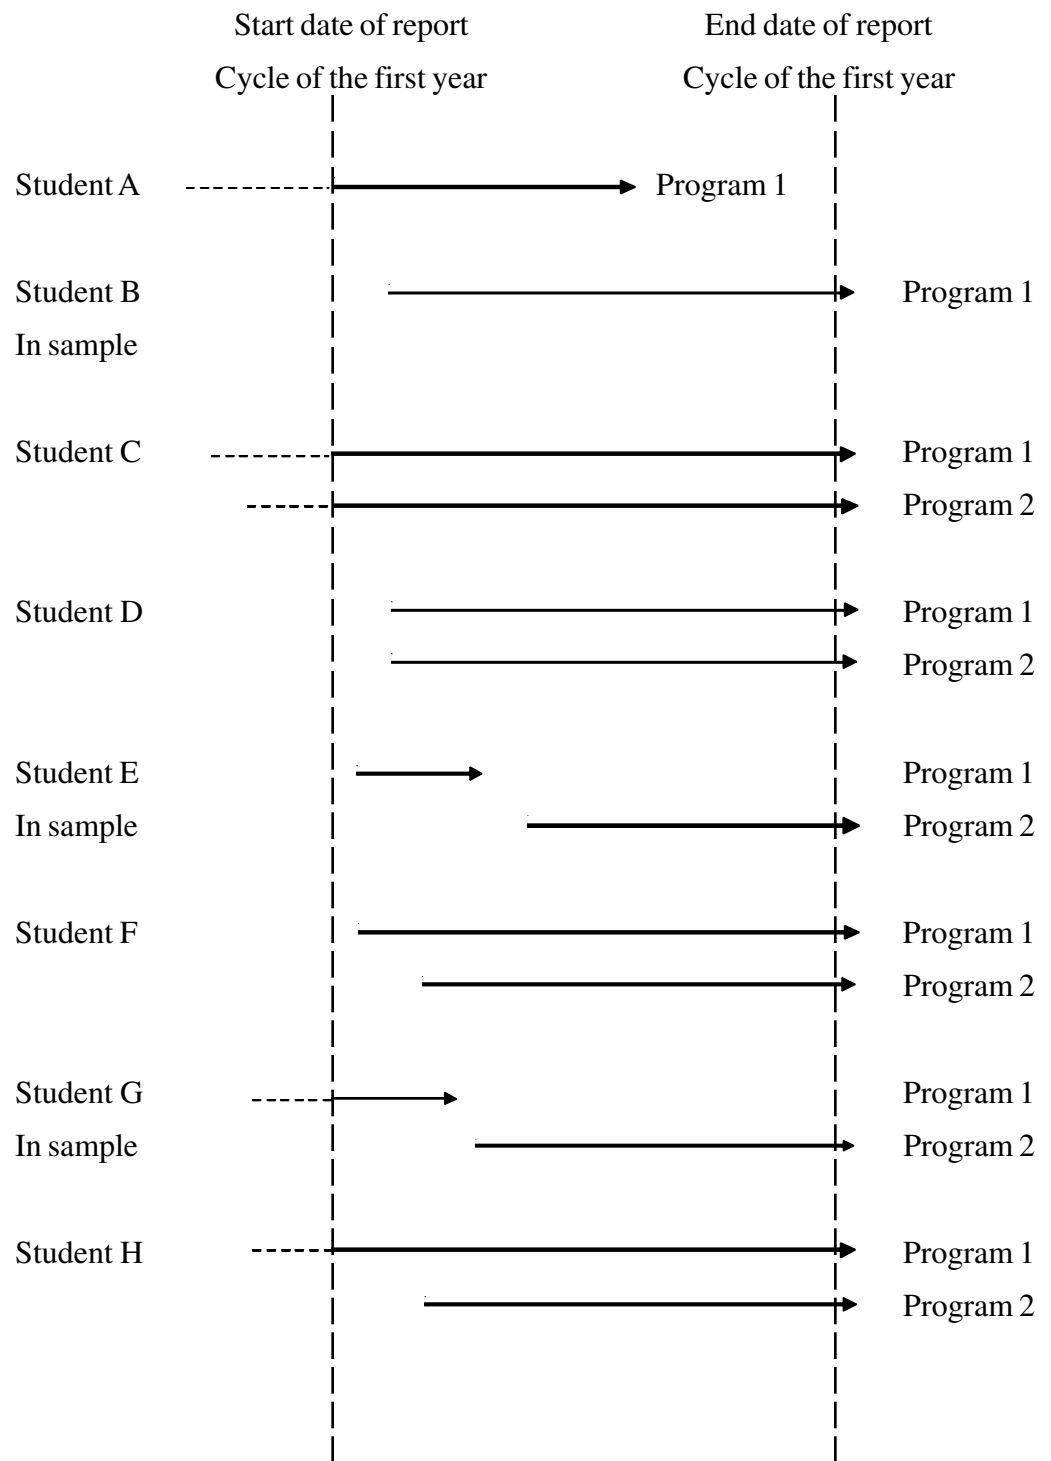 Start date of report End date of report
Cycle of the first year Cycle of the first year
Student A Program 1
Student B Program 1
In sample
Student C Program 1
Program 2
Student D Program 1
Program 2
Student E Program 1
In sample Program 2
Student F Program 1
Program 2
Student G Program 1
In sample Program 2
Student H Program 1
Program 2